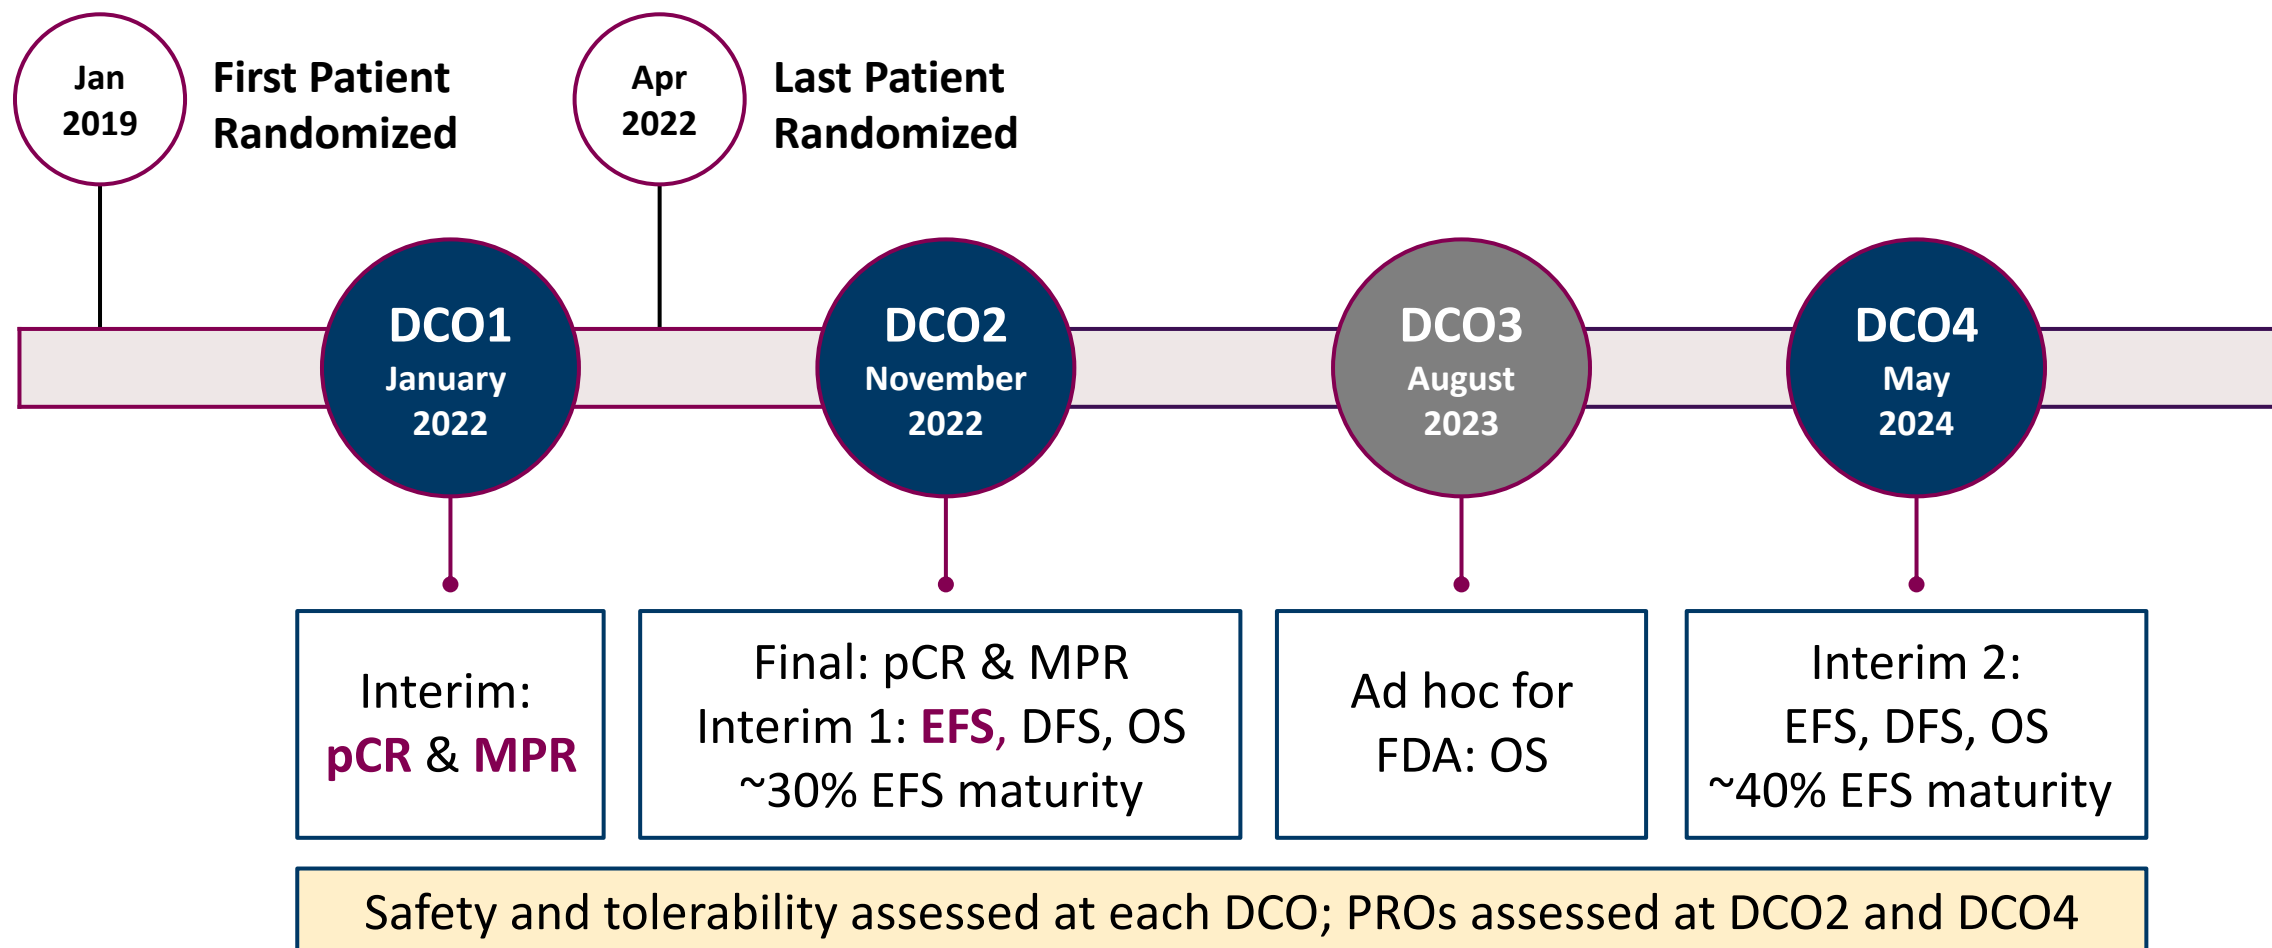 Jan
2019
First Patient
Randomized
Apr
2022
Last Patient
Randomized
DCO1
January
2022
DCO2
November
2022
DCO3
August
2023
DCO4
May
2024
Interim:
pCR & MPR
Final: pCR & MPR
Interim 1: EFS, DFS, OS
~30% EFS maturity
Ad hoc for
FDA: OS
Interim 2:
EFS, DFS, OS
~40% EFS maturity
Safety and tolerability assessed at each DCO; PROs assessed at DCO2 and DCO4